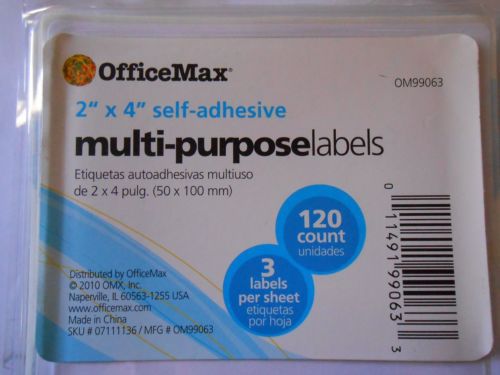 OfficeMax®
OM99063
2" x 4" self-adhesive
multi-purposelabels
Etiquetas autoadhesivas multiuso
de 2 x 4 pulg. (50 x 100 mm)
120
count
unidades
3
labels
per sheet
etiquetas
por hoja
Distributed by OfficeMax
© 2010 OMX, Inc.
Naperville, IL 60563-1255 USA
www.officemax.com
Made in China
SKU # 07111136 / MFG # OM99063
0 11491 99063 3